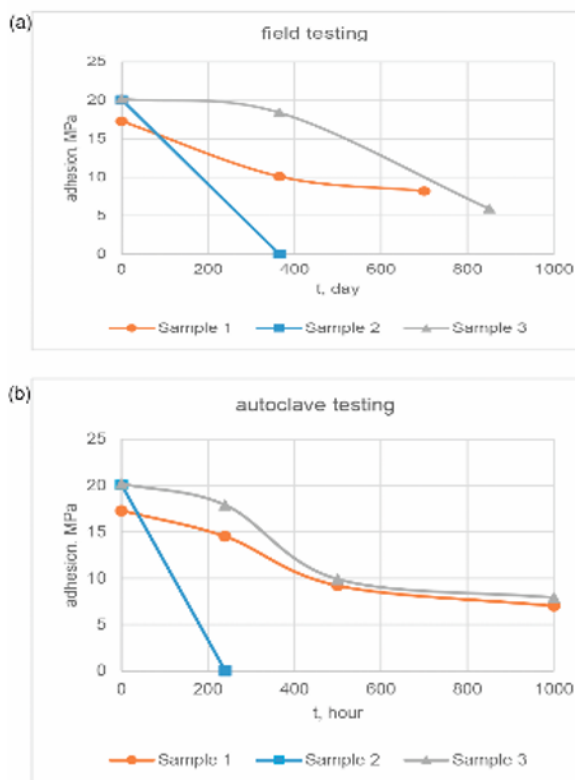 (a)
field testing
25
20
15
10
5
0
adhesion. MPa
0 200 400 600 800 1000
t, day
Sample 1 Sample 2 Sample 3
(b)
autoclave testing
25
20
15
10
5
0
adhesion. MPa
0 200 400 600 800 1000
t, hour
Sample 1 Sample 2 Sample 3